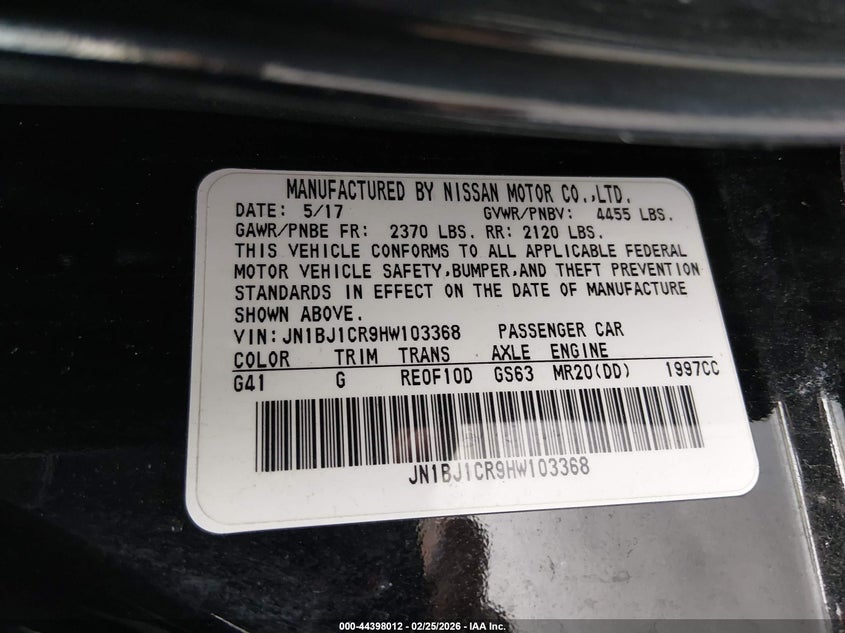 MANUFACTURED BY NISSAN MOTOR CO.,LTD.
DATE: 5/17 GVWR/PNBV: 4455 LBS.
GAWR/PNBE FR: 2370 LBS. RR: 2120 LBS.
THIS VEHICLE CONFORMS TO ALL APPLICABLE FEDERAL
MOTOR VEHICLE SAFETY,BUMPER,AND THEFT PREVENTION
STANDARDS IN EFFECT ON THE DATE OF MANUFACTURE
SHOWN ABOVE.
VIN:JN1BJ1CR9HW103368 PASSENGER CAR
COLOR TRIM TRANS AXLE ENGINE
G41 G REOF10D GS63 MR20(DD) 1997CC
JN1BJ1CR9HW103368
000-44398012 - 02/25/2026 - IAA Inc.